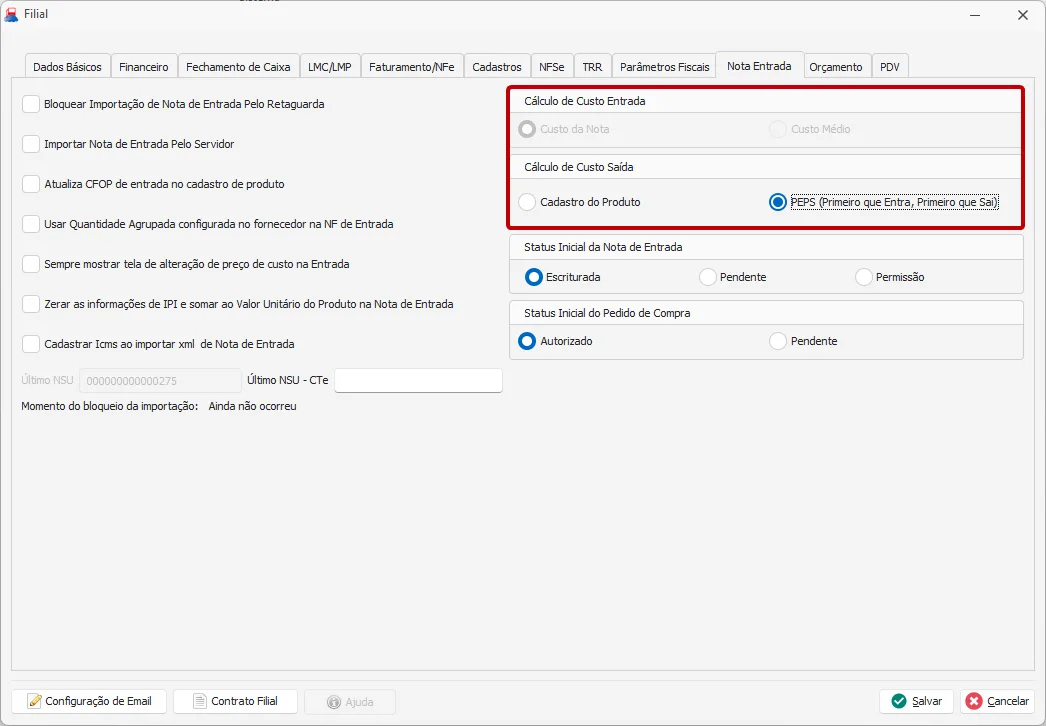 Filial
Dados Básicos Financeiro Fechamento de Caixa LMC/LMP Faturamento/NFe Cadastros NFSe TRR Parâmetros Fiscais Nota Entrada Orçamento PDV
Bloquear Importação de Nota de Entrada Pelo Retaguarda
Importar Nota de Entrada Pelo Servidor
Atualiza CFOP de entrada no cadastro de produto
Usar Quantidade Agrupada configurada no fornecedor na NF de Entrada
Sempre mostrar tela de alteração de preço de custo na Entrada
Zerar as informações de IPI e somar ao Valor Unitário do Produto na Nota de Entrada
Cadastrar Icms ao importar xml de Nota de Entrada
Último NSU 000000000000275 Último NSU - CTe
Momento do bloqueio da importação: Ainda não ocorreu
Cálculo de Custo Entrada
Custo da Nota Custo Médio
Cálculo de Custo Saída
Cadastro do Produto PEPS (Primeiro que Entra, Primeiro que Sai)
Status Inicial da Nota de Entrada
Escriturada Pendente Permissão
Status Inicial do Pedido de Compra
Autorizado Pendente
Configuração de Email Contrato Filial Ajuda Salvar Cancelar